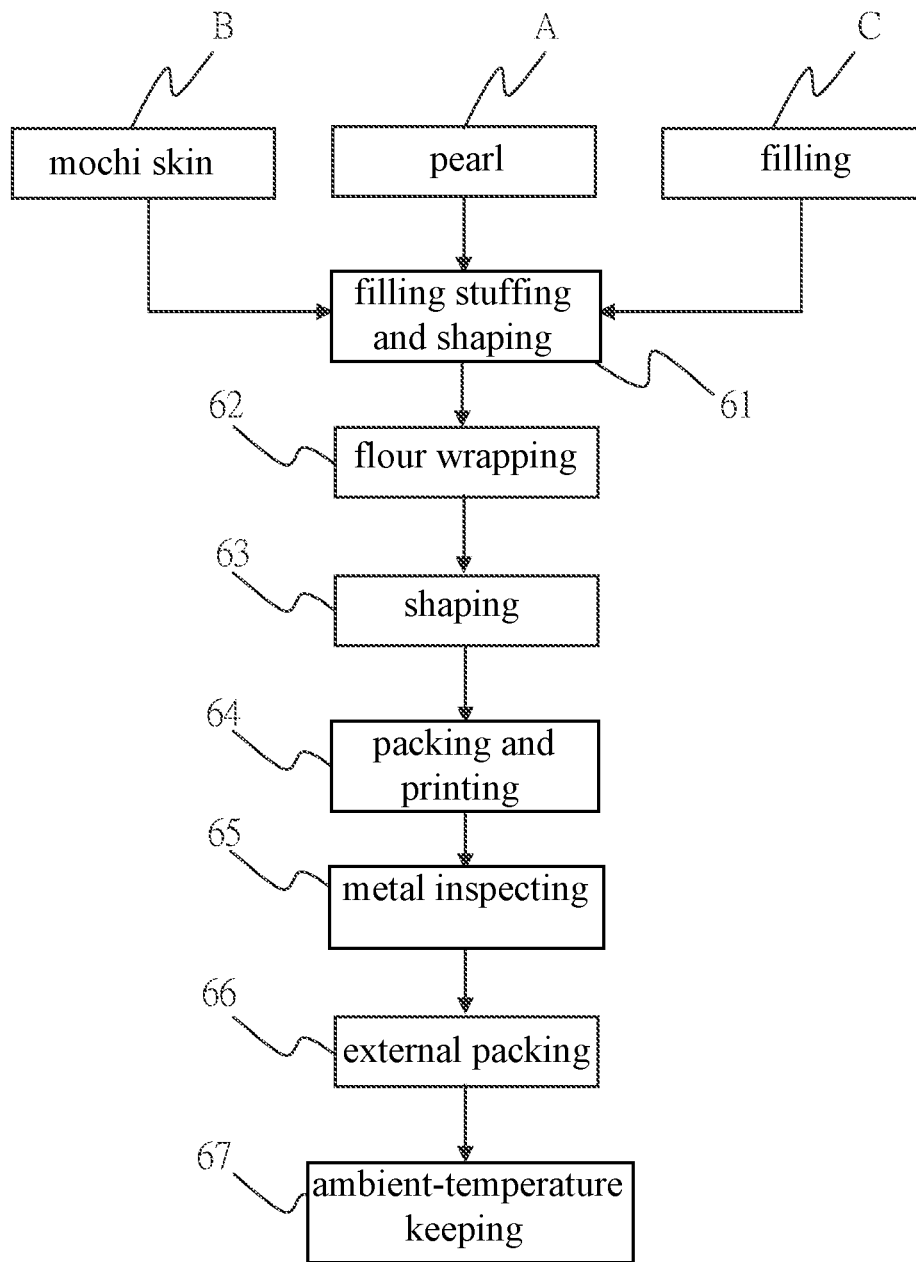 B
A
C
mochi skin
pearl
filling
filling stuffing
and shaping
61
62
flour wrapping
63
shaping
64
packing and
printing
65
metal inspecting
66
external packing
67
ambient-temperature
keeping